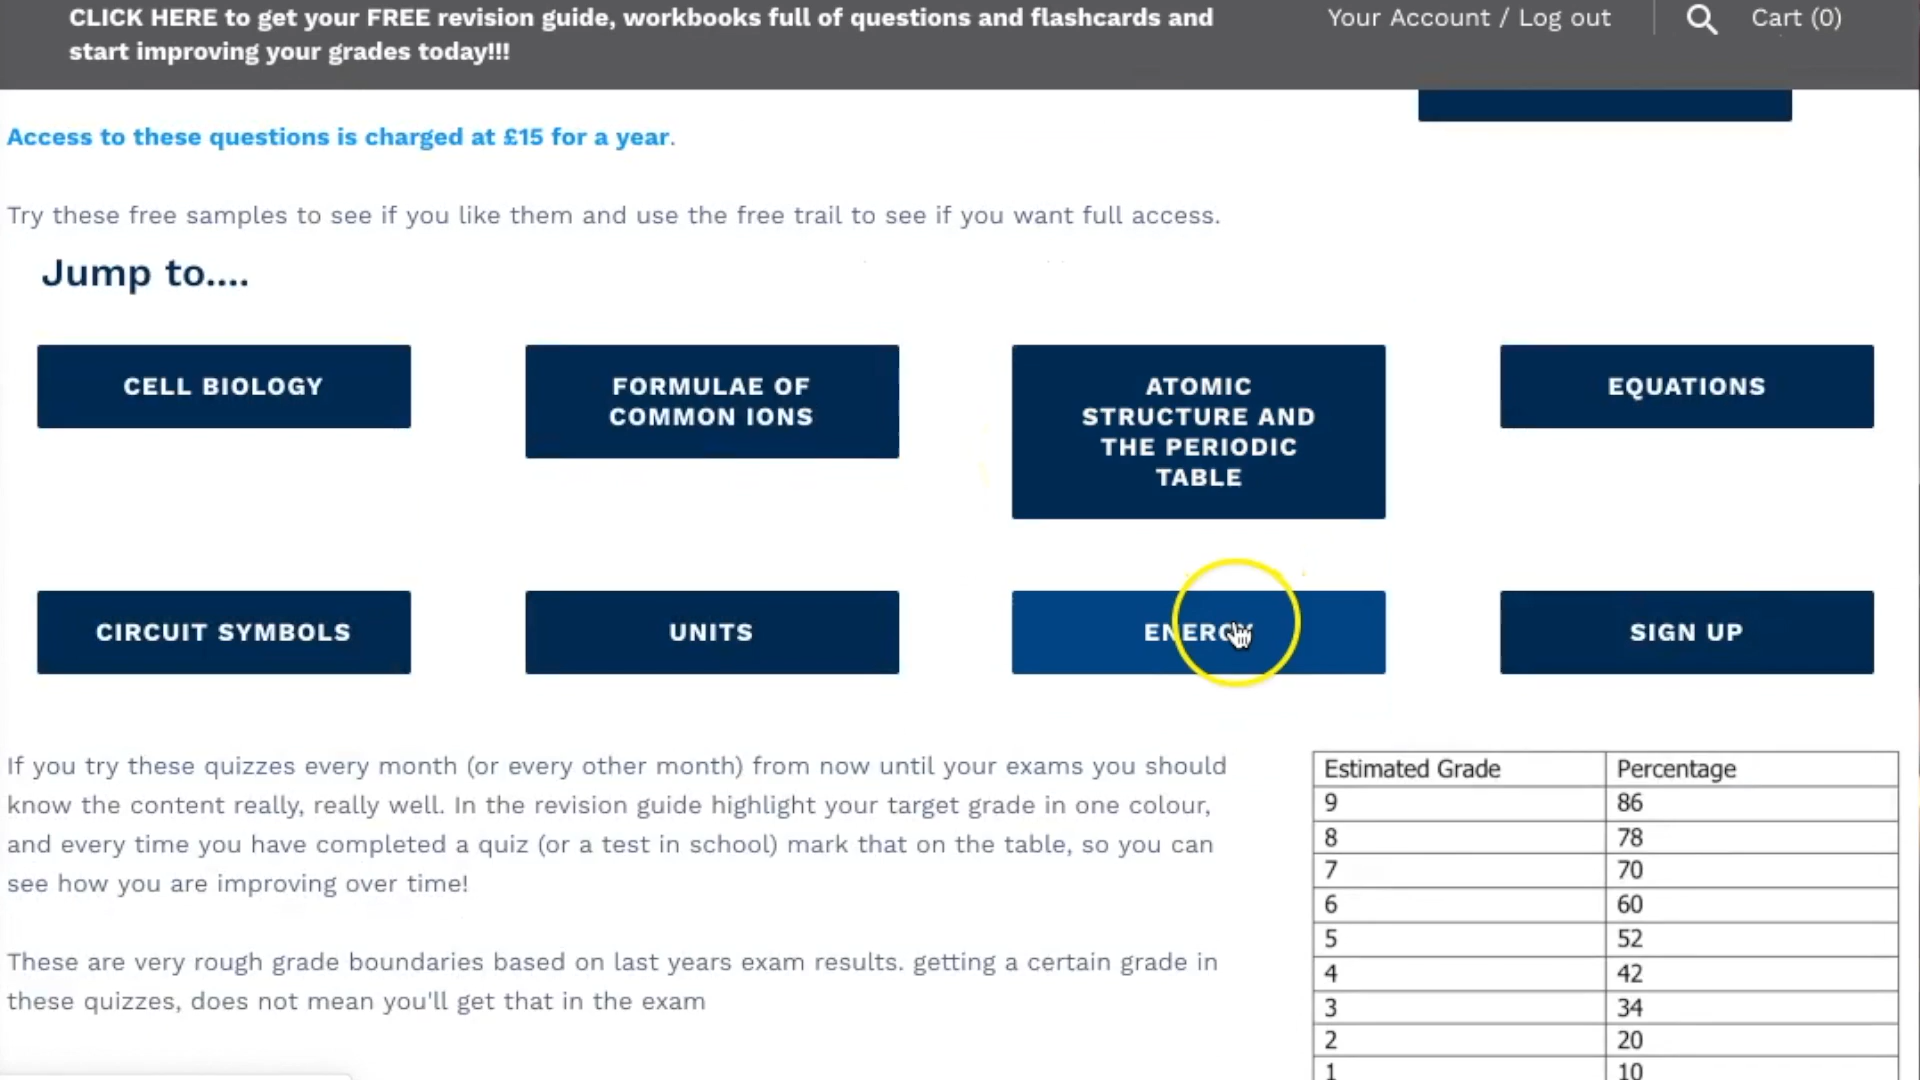 CLICK HERE to get your FREE revision guide, workbooks full of questions and flashcards and
start improving your grades today!!!
Your Account / Log out
Cart (0)
Access to these questions is charged at £15 for a year.
Try these free samples to see if you like them and use the free trail to see if you want full access.
Jump to....
CELL BIOLOGY
FORMULAE OF
COMMON IONS
ATOMIC
STRUCTURE AND
THE PERIODIC
TABLE
EQUATIONS
CIRCUIT SYMBOLS
UNITS
ENERGY
SIGN UP
If you try these quizzes every month (or every other month) from now until your exams you should
know the content really, really well. In the revision guide highlight your target grade in one colour,
and every time you have completed a quiz (or a test in school) mark that on the table, so you can
see how you are improving over time!
These are very rough grade boundaries based on last years exam results. getting a certain grade in
these quizzes, does not mean you'll get that in the exam
Estimated Grade Percentage
9 86
8 78
7 70
6 60
5 52
4 42
3 34
2 20
1 10